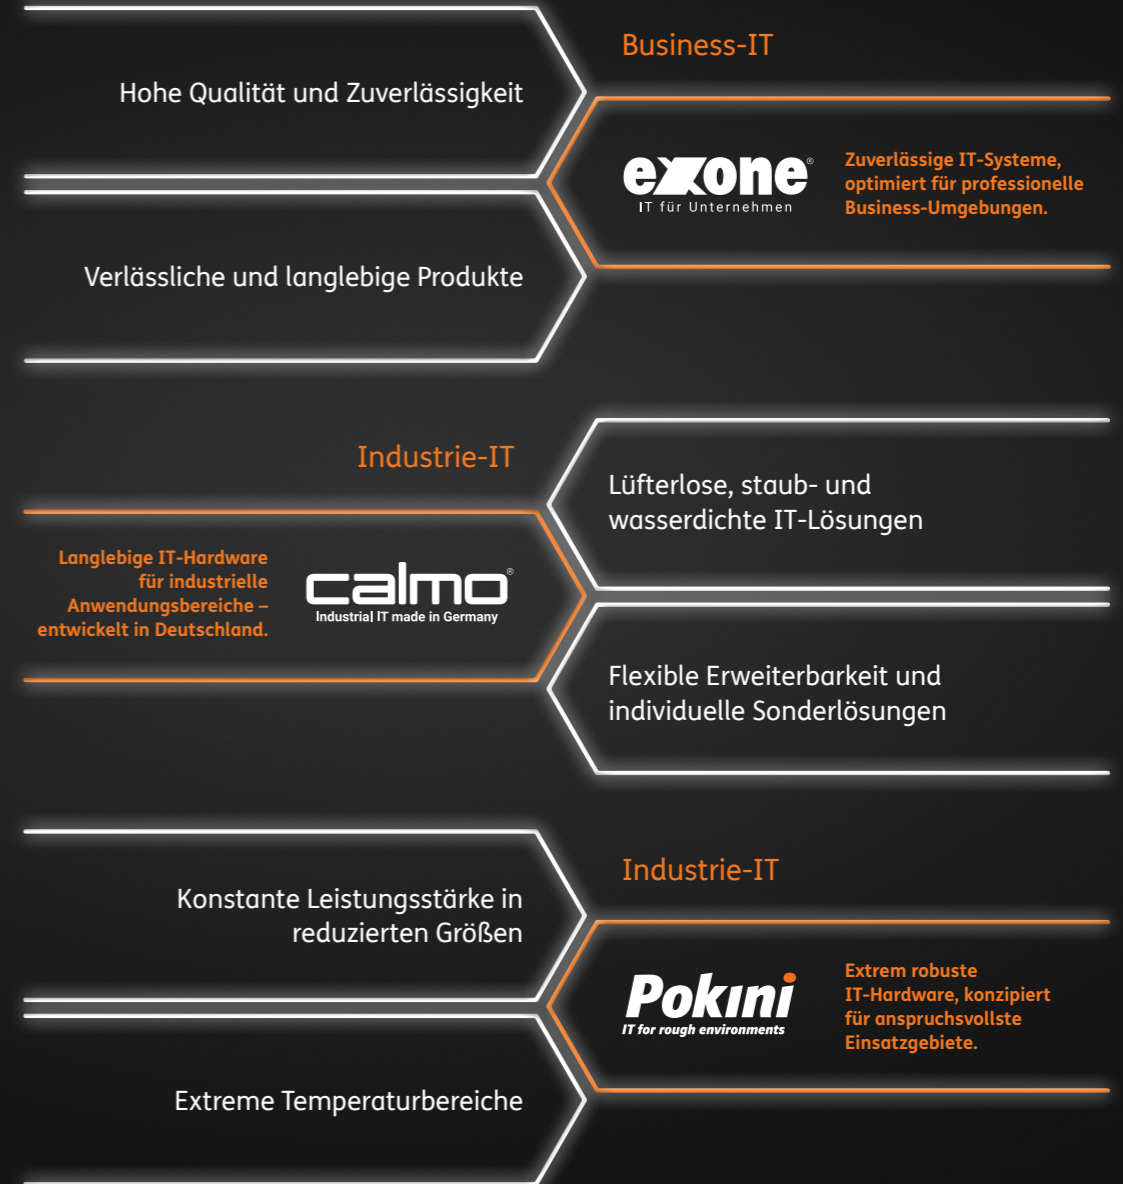 Business-IT
Hohe Qualität und Zuverlässigkeit
exone®
IT für Unternehmen
Zuverlässige IT-Systeme,
optimiert für professionelle
Business-Umgebungen.
Verlässliche und langlebige Produkte
Industrie-IT
Langlebige IT-Hardware
für industrielle
Anwendungsbereiche –
entwickelt in Deutschland.
calmo®
Industrial IT made in Germany
Lüfterlose, staub- und
wasserdichte IT-Lösungen
Flexible Erweiterbarkeit und
individuelle Sonderlösungen
Industrie-IT
Konstante Leistungsstärke in
reduzierten Größen
Pokini
IT for rough environments
Extrem robuste
IT-Hardware, konzipiert
für anspruchsvollste
Einsatzgebiete.
Extreme Temperaturbereiche